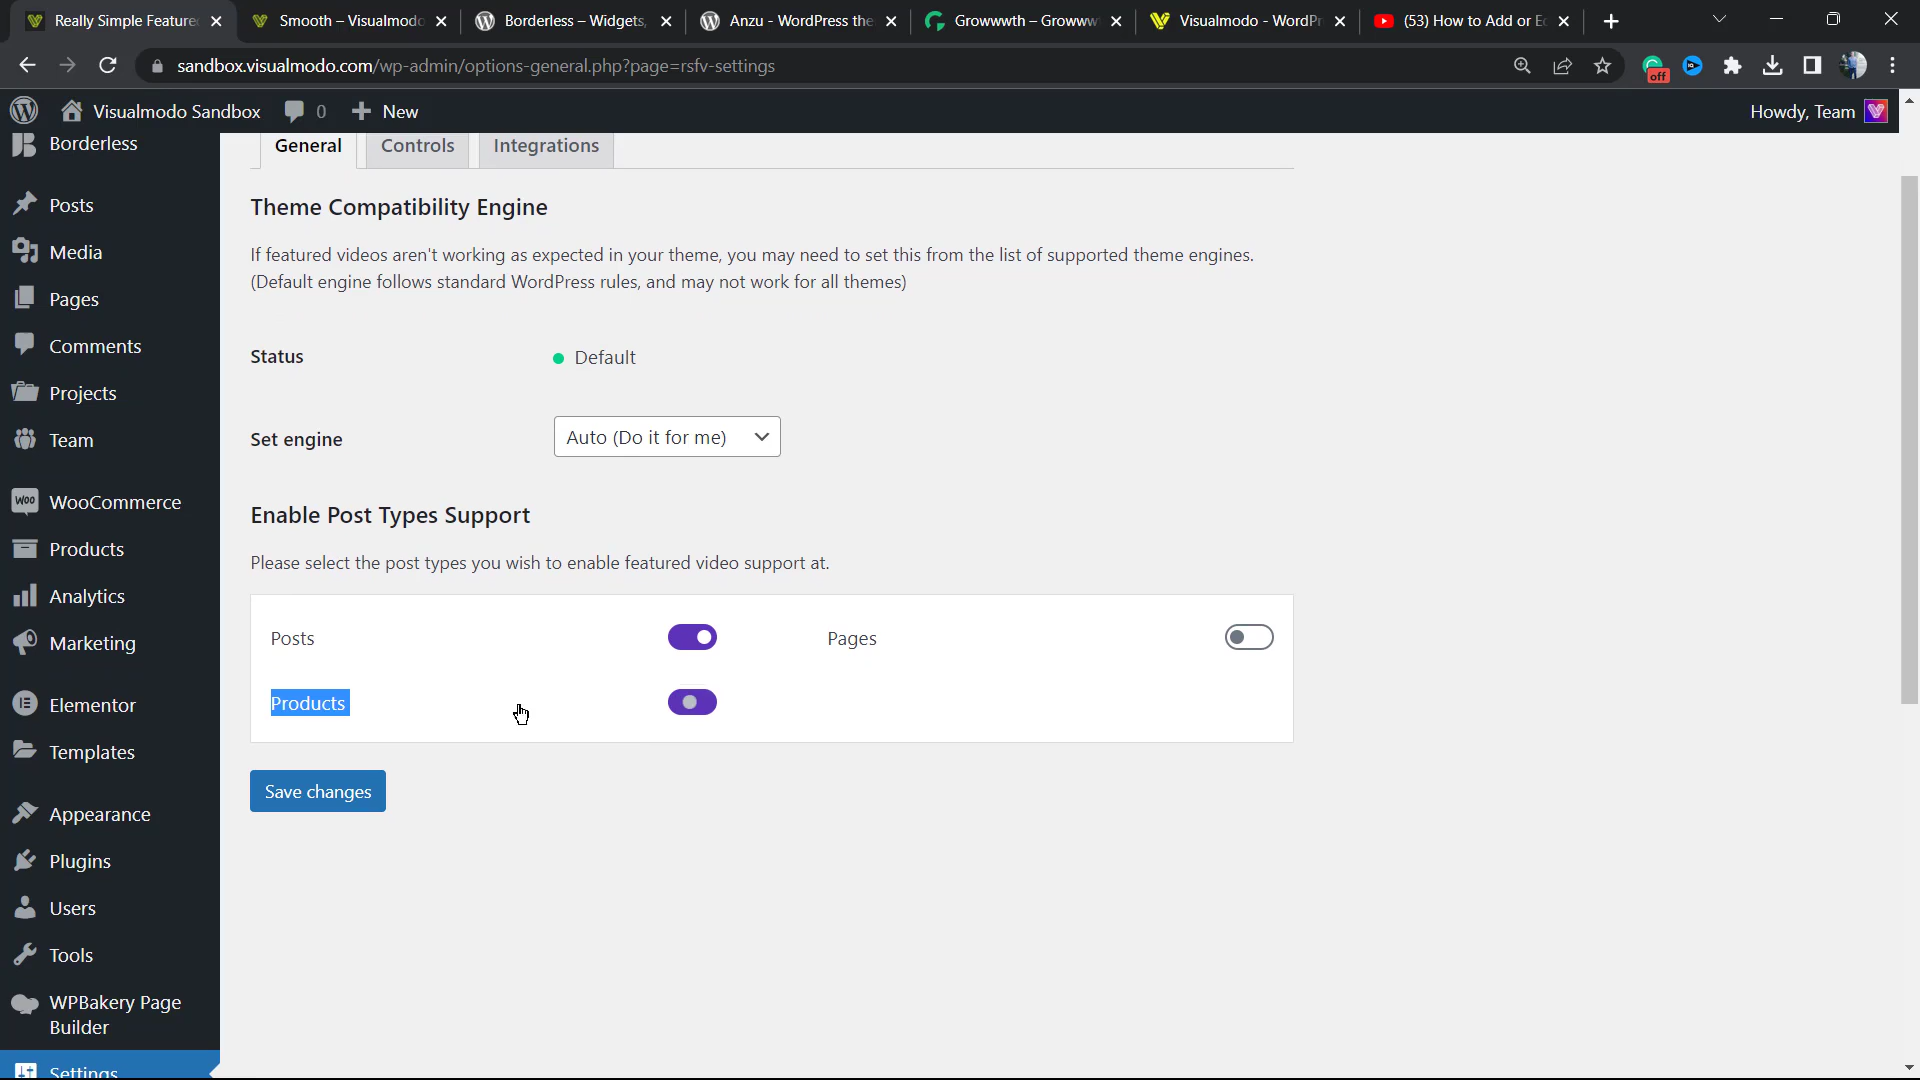 Really Simple Feature
Smooth – Visualmodo
Borderless – Widgets,
Anzu - WordPress the
Growwwth – Growww
Visualmodo - WordPr
(53) How to Add or E
sandbox.visualmodo.com/wp-admin/options-general.php?page=rsfv-settings
off
Visualmodo Sandbox
0
New
Howdy, Team
Borderless
Posts
Media
Pages
Comments
Projects
Team
WooCommerce
Products
Analytics
Marketing
Elementor
Templates
Appearance
Plugins
Users
Tools
WPBakery Page
Builder
Settings
General
Controls
Integrations
Theme Compatibility Engine
If featured videos aren't working as expected in your theme, you may need to set this from the list of supported theme engines.
(Default engine follows standard WordPress rules, and may not work for all themes)
Status
Default
Set engine
Auto (Do it for me)
Enable Post Types Support
Please select the post types you wish to enable featured video support at.
Posts
Pages
Products
Save changes